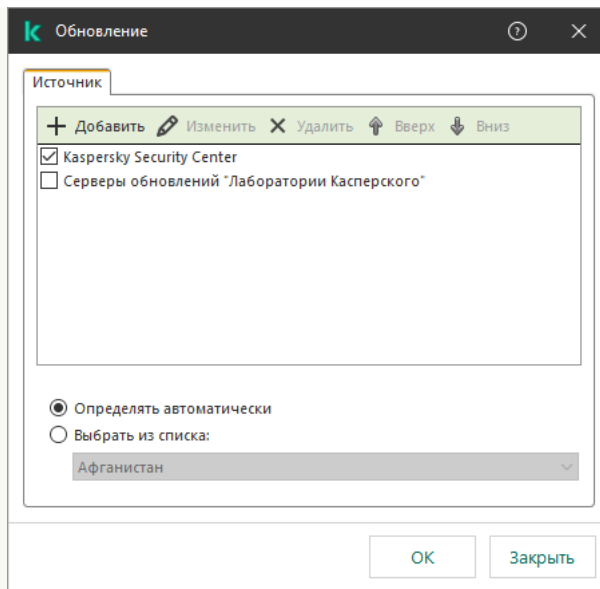 Обновление
Источник
Добавить Изменить Удалить Вверх Вниз
Kaspersky Security Center
Серверы обновлений "Лаборатории Касперского"
Определять автоматически
Выбрать из списка:
Афганистан
ОК Закрыть